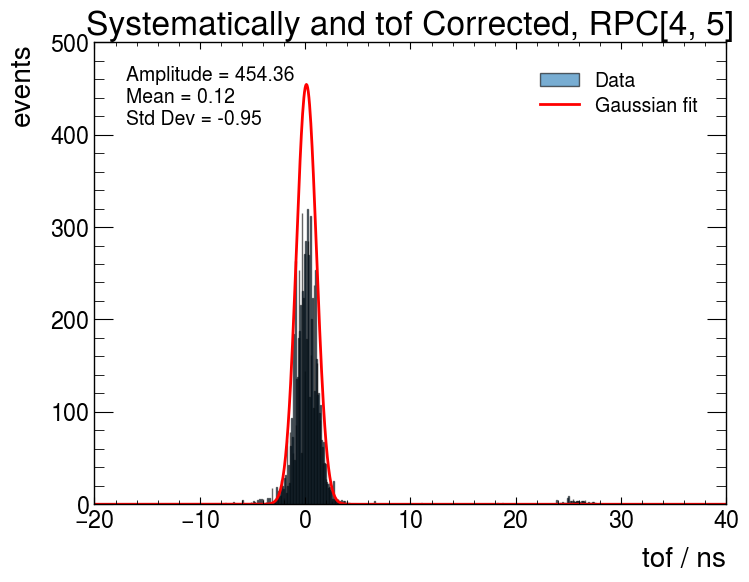 Systematically and tof Corrected, RPC[4, 5]
events
500
400
300
200
100
0
Amplitude = 454.36
Mean = 0.12
Std Dev = -0.95
Data
Gaussian fit
−20
−10
0
10
20
30
40
tof / ns